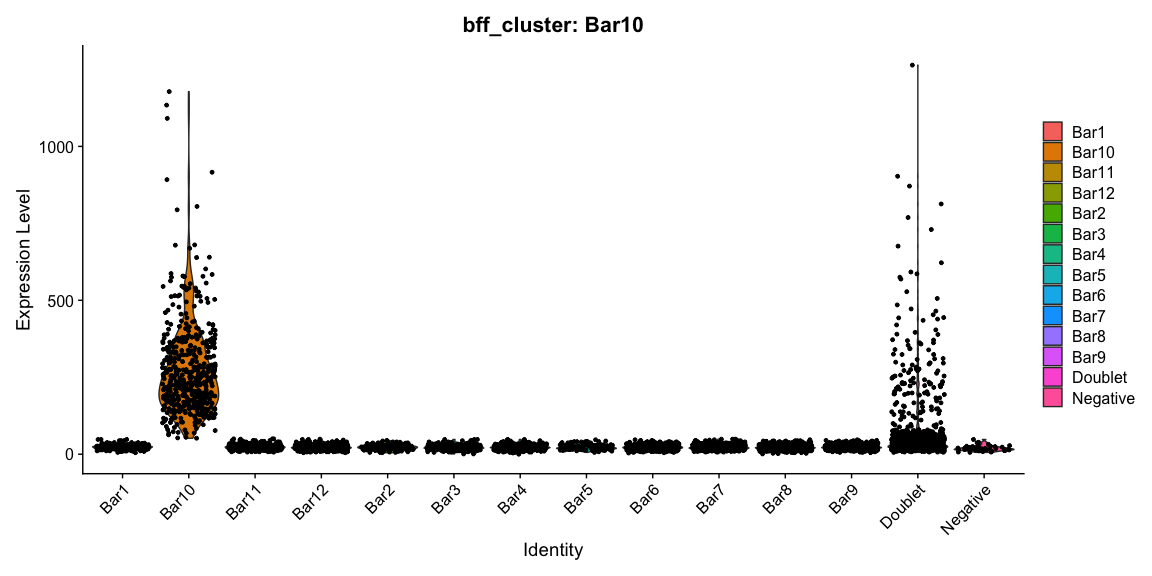 bff_cluster: Bar10
Expression Level
1000
500
0
Bar1
Bar10
Bar11
Bar12
Bar2
Bar3
Bar4
Bar5
Bar6
Bar7
Bar8
Bar9
Doublet
Negative
Identity
Bar1
Bar10
Bar11
Bar12
Bar2
Bar3
Bar4
Bar5
Bar6
Bar7
Bar8
Bar9
Doublet
Negative